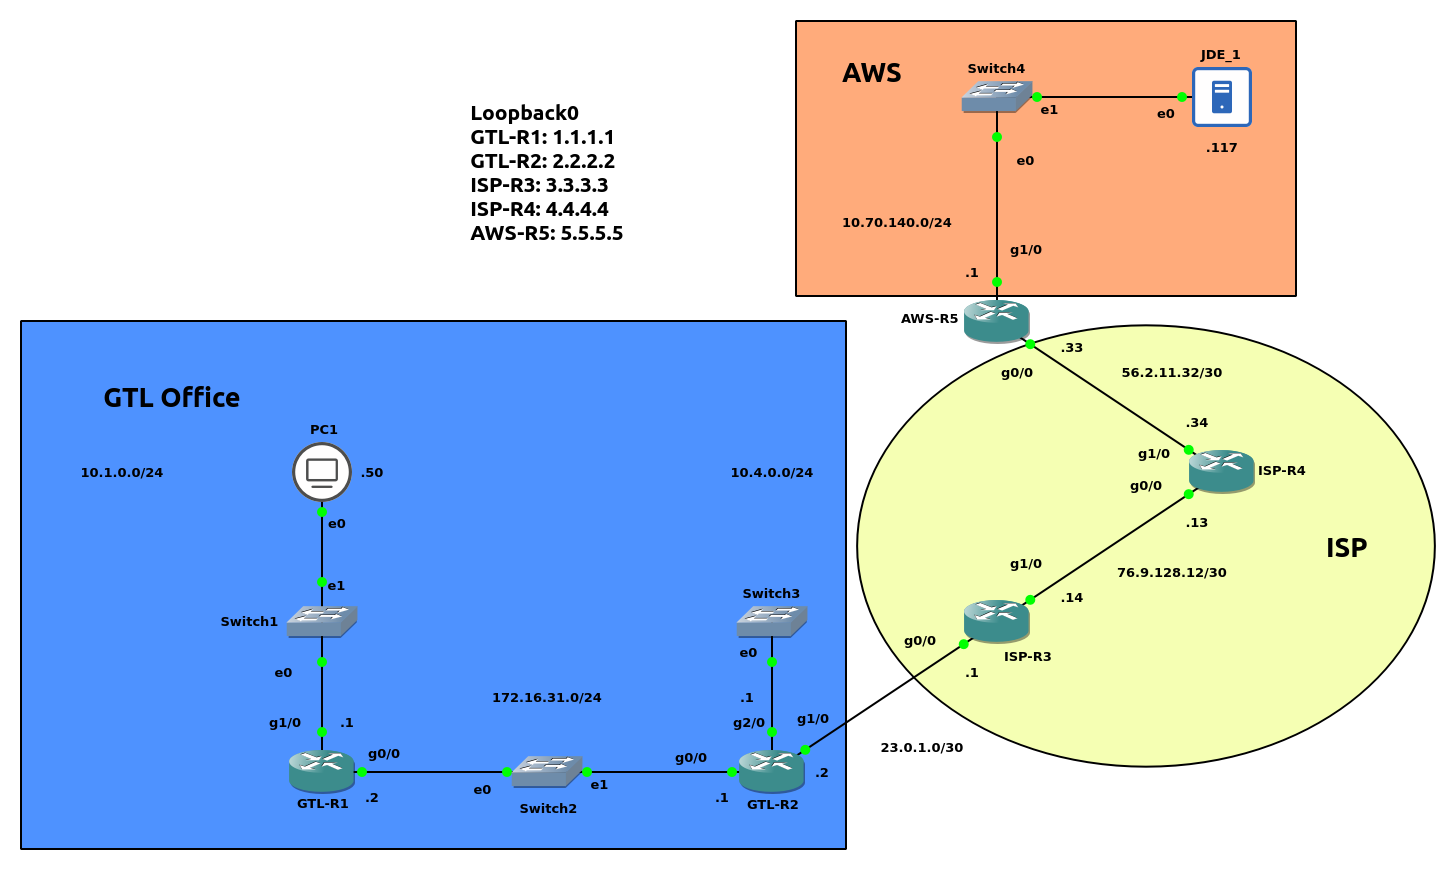 JDE_1
Switch4
AWS
e1
e0
.117
e0
10.70.140.0/24
g1/0
.1
Loopback0
GTL-R1: 1.1.1.1
GTL-R2: 2.2.2.2
ISP-R3: 3.3.3.3
ISP-R4: 4.4.4.4
AWS-R5: 5.5.5.5
AWS-R5
.33
g0/0
56.2.11.32/30
.34
g1/0
ISP-R4
g0/0
.13
ISP
g1/0
76.9.128.12/30
.14
g0/0
ISP-R3
.1
23.0.1.0/30
GTL Office
PC1
10.1.0.0/24
.50
10.4.0.0/24
e0
e1
Switch1
Switch3
e0
e0
172.16.31.0/24
.1
g1/0
.1
g2/0
g1/0
g0/0
g0/0
.2
e0
e1
.1
.2
GTL-R1
Switch2
GTL-R2